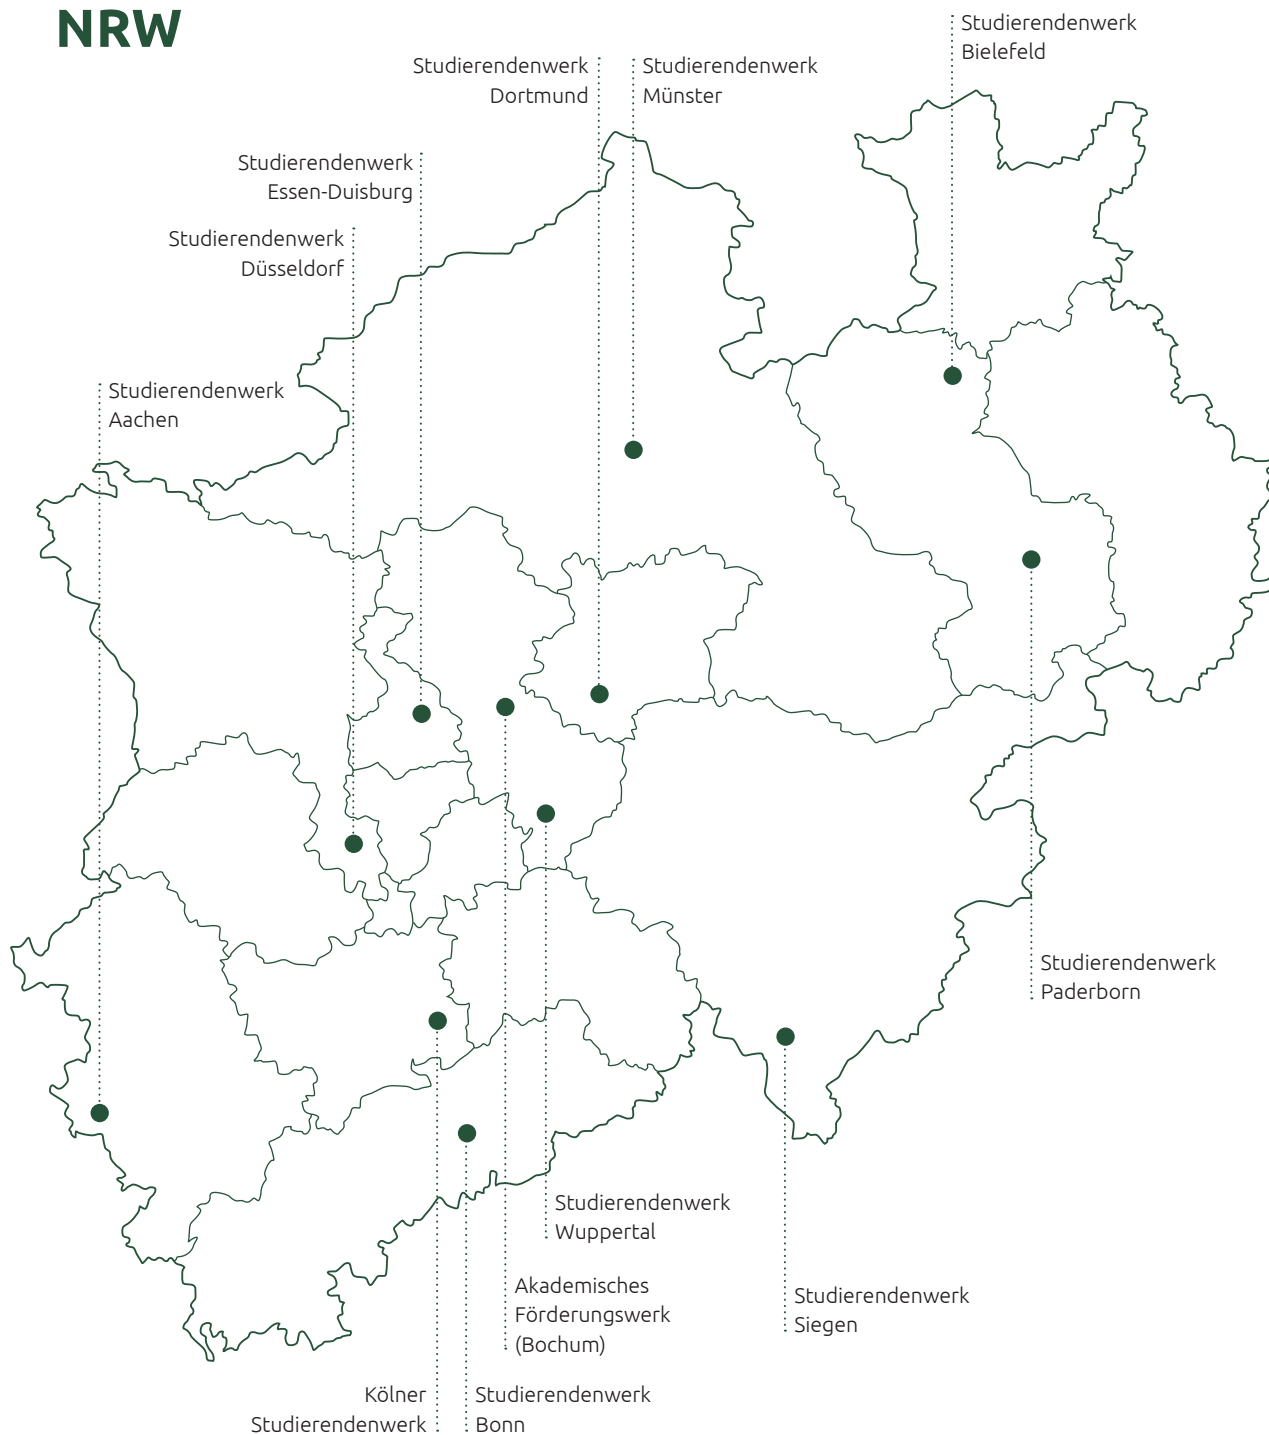 NRW
Studierendenwerk
Bielefeld
Studierendenwerk
Dortmund
Studierendenwerk
Münster
Studierendenwerk
Essen-Duisburg
Studierendenwerk
Düsseldorf
Studierendenwerk
Aachen
Studierendenwerk
Paderborn
Studierendenwerk
Wuppertal
Akademisches
Förderungswerk
(Bochum)
Studierendenwerk
Siegen
Kölner
Studierendenwerk
Studierendenwerk
Bonn